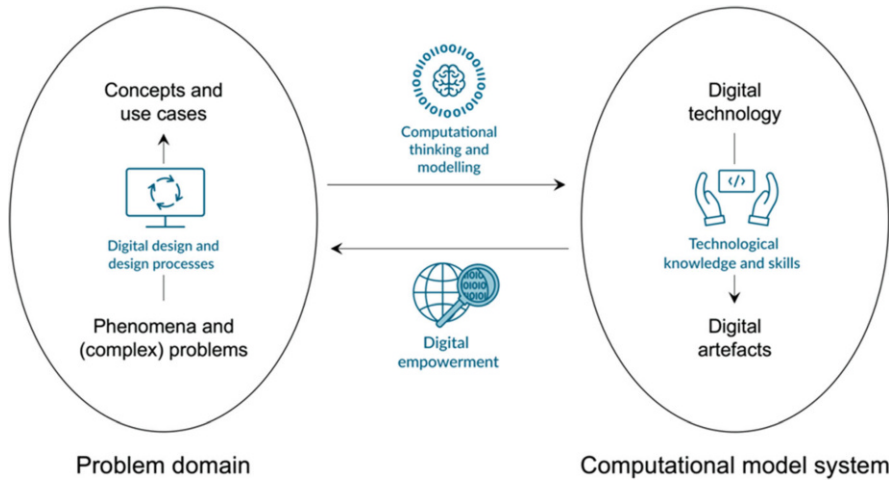 Concepts and
use cases
Digital design and
design processes
Phenomena and
(complex) problems
Problem domain
Computational
thinking and
modelling
Digital
empowerment
Digital
technology
</>
Technological
knowledge and skills
Digital
artefacts
Computational model system